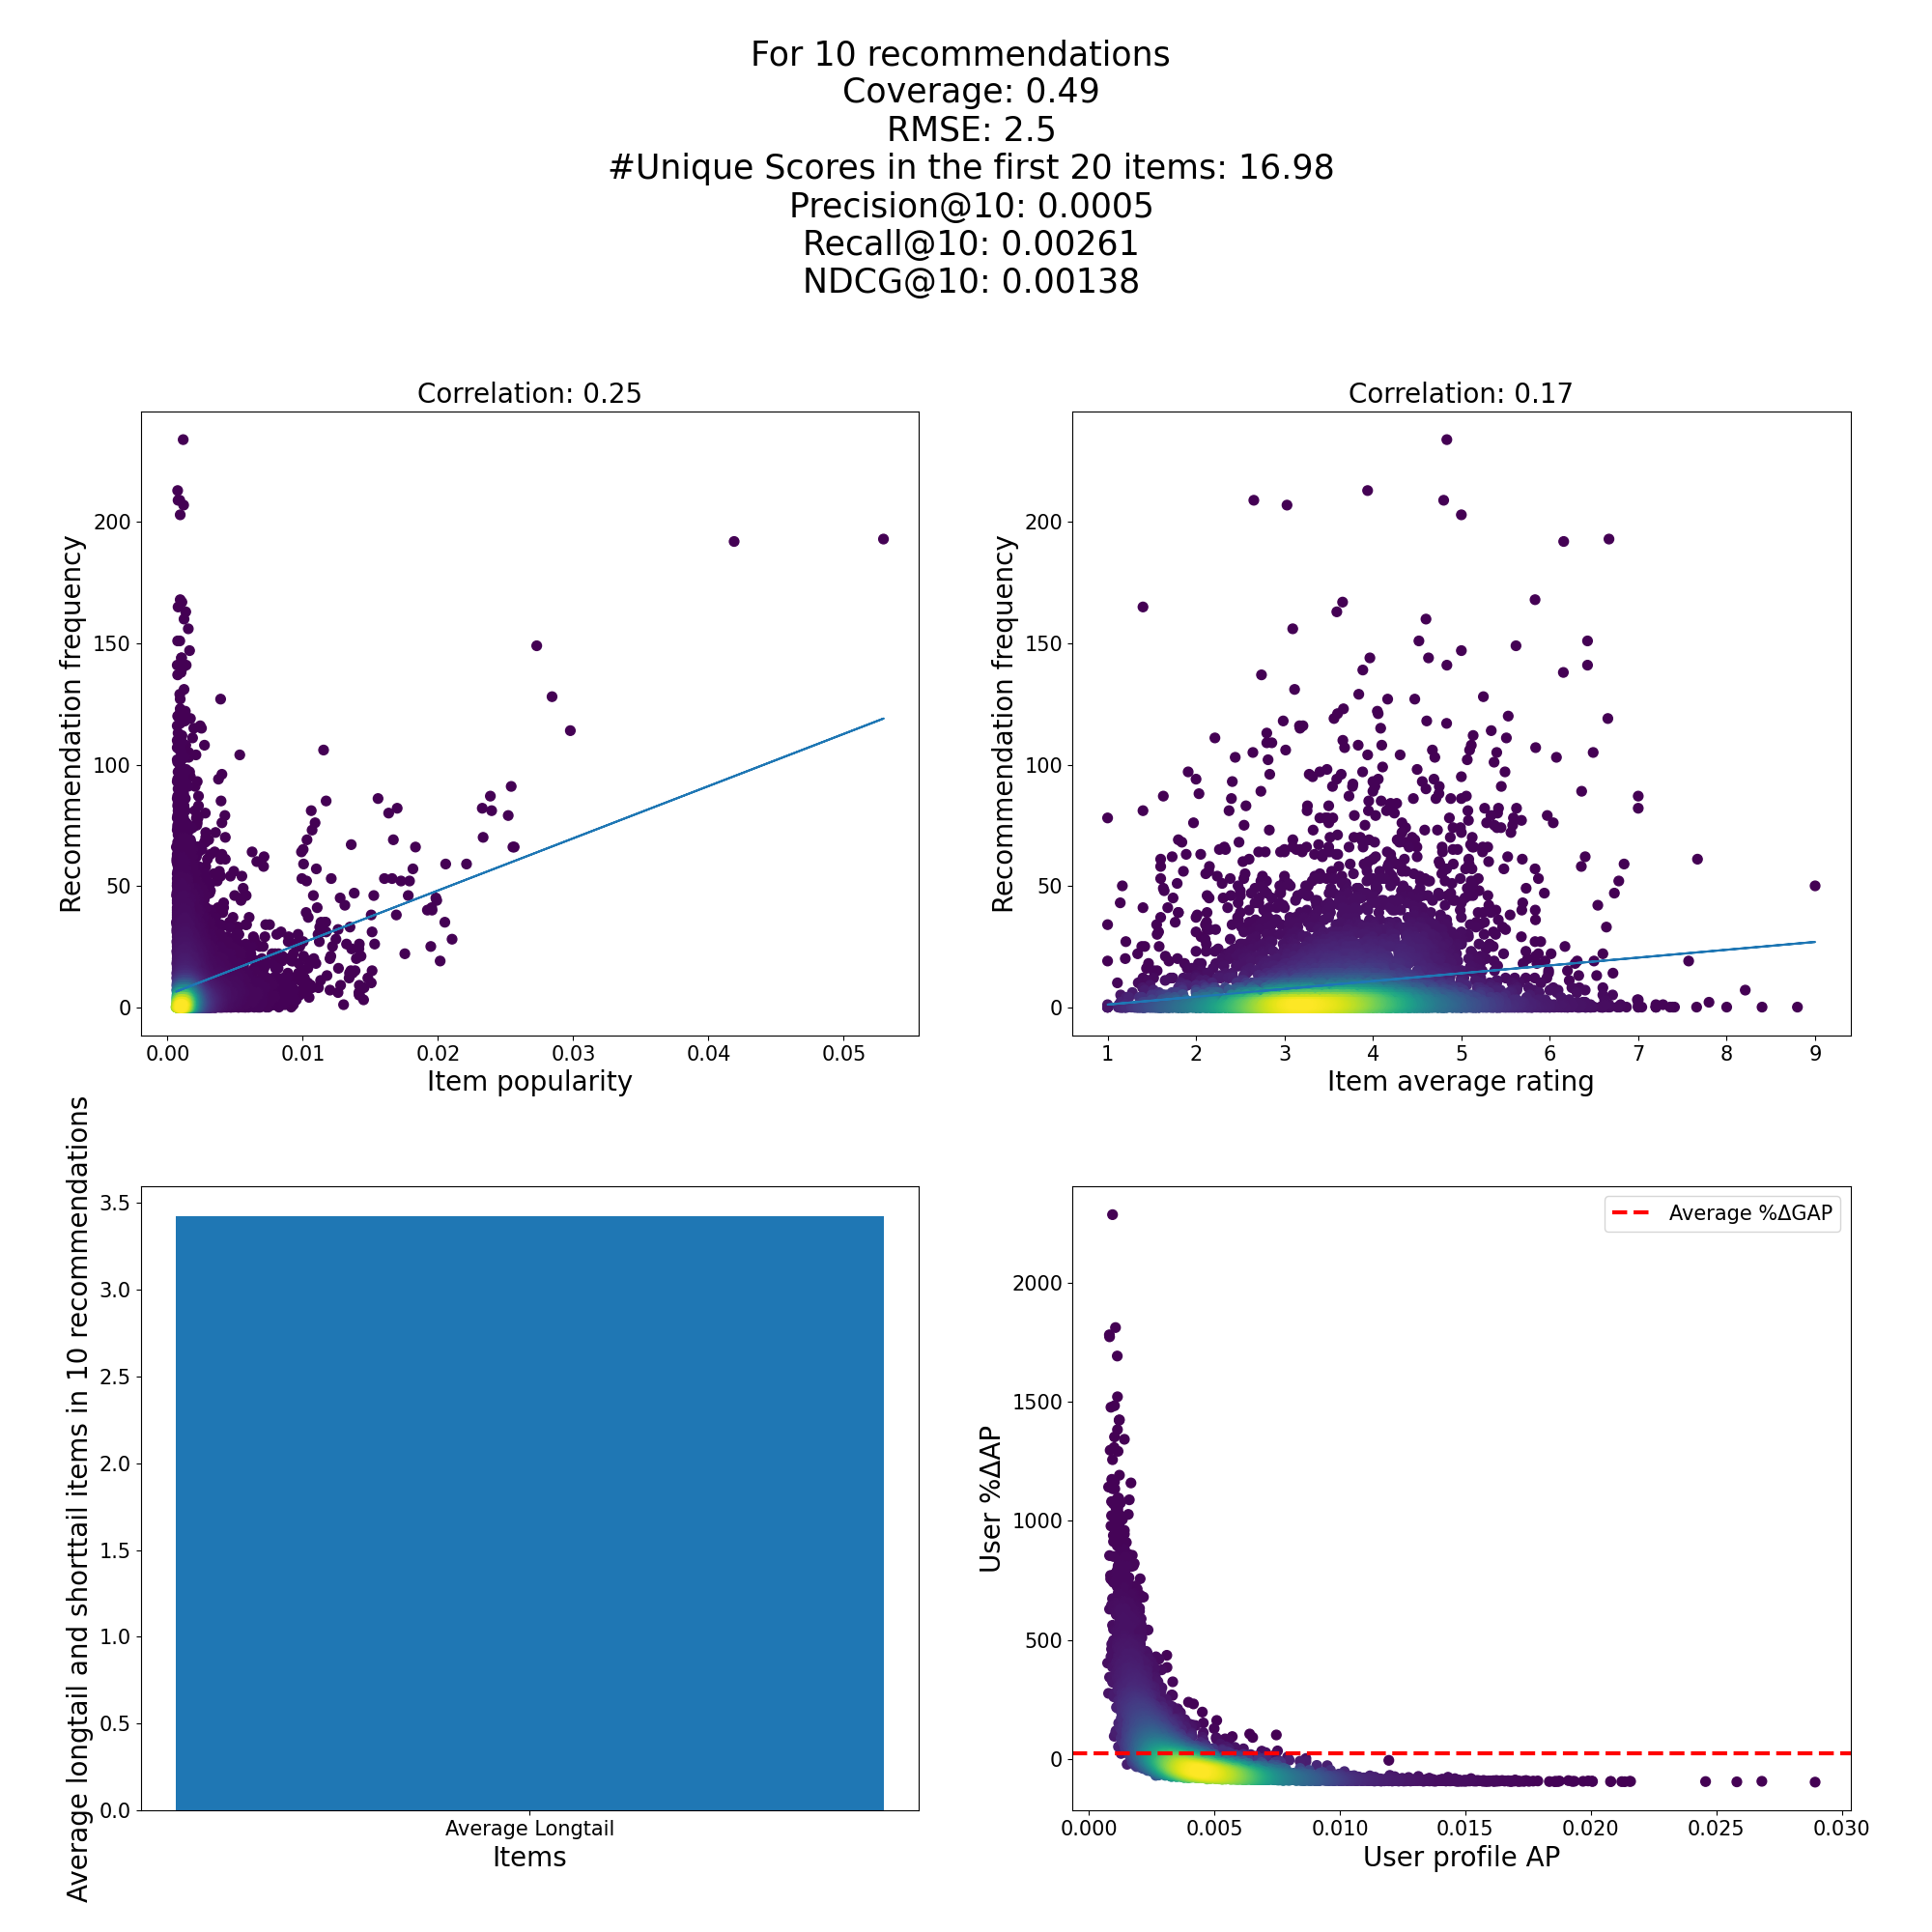 For 10 recommendations
Coverage: 0.49
RMSE: 2.5
#Unique Scores in the first 20 items: 16.98
Precision@10: 0.0005
Recall@10: 0.00261
NDCG@10: 0.00138
Correlation: 0.25
Recommendation frequency
200
150
100
50
0
0.00 0.01 0.02 0.03 0.04 0.05
Item popularity
Correlation: 0.17
Recommendation frequency
200
150
100
50
0
1 2 3 4 5 6 7 8 9
Item average rating
Average longtail and shorttail items in 10 recommendations
3.5
3.0
2.5
2.0
1.5
1.0
0.5
0.0
Average Longtail
Items
Average %ΔGAP
User %ΔAP
2000
1500
1000
500
0
0.000 0.005 0.010 0.015 0.020 0.025 0.030
User profile AP